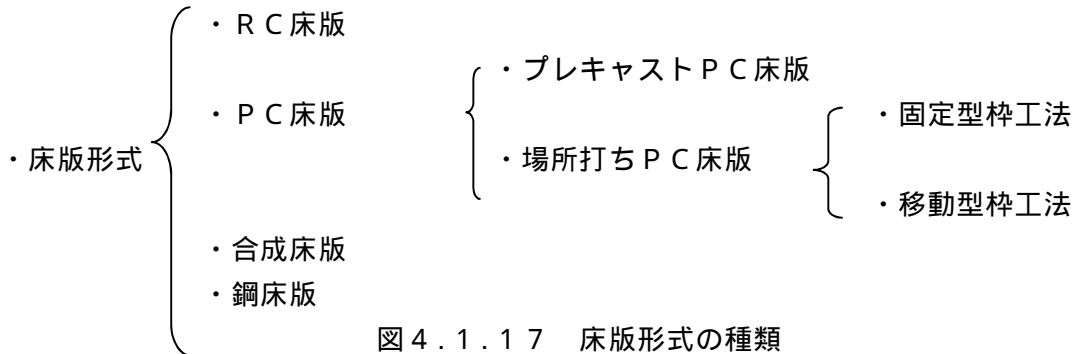 ・ＲＣ床版
・プレキャストＰＣ床版
・ＰＣ床版
・固定型枠工法
・床版形式
・場所打ちＰＣ床版
・移動型枠工法
・合成床版
・鋼床版
図４.１.１７　床版形式の種類